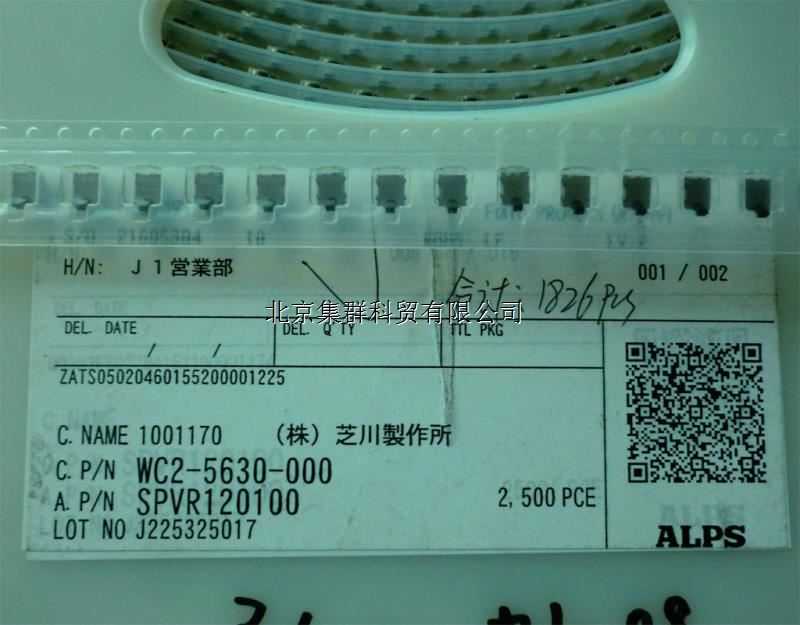 H/N: J1営業部 001 / 002
合计: 1826 Pcs
北京集群科贸有限公司
DEL. DATE DEL. Q'TY TTL PKG
/ /
ZATS05020460155200001225
C. NAME 1001170 (株) 芝川製作所
C. P/N WC2-5630-000
A. P/N SPVR120100 2,500 PCE
LOT NO J225325017
ALPS